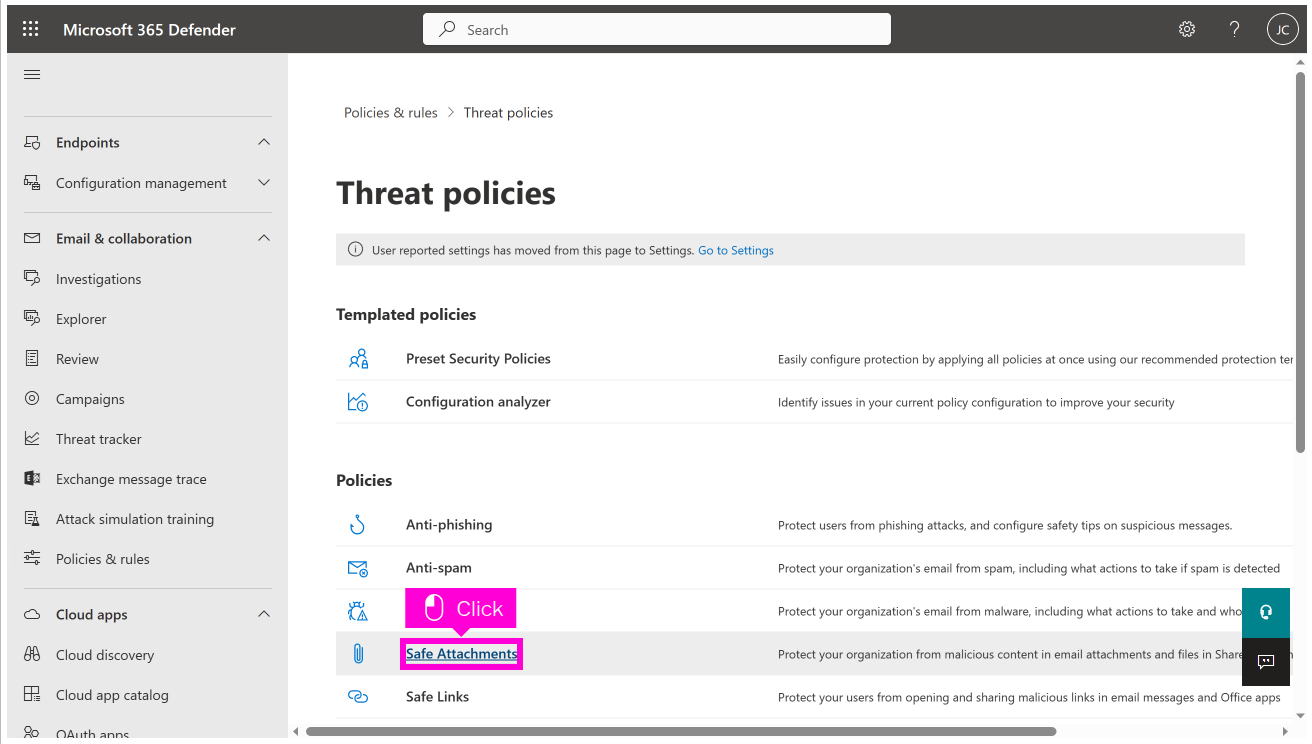 Microsoft 365 Defender
Search
JC
Endpoints
Configuration management
Email & collaboration
Investigations
Explorer
Review
Campaigns
Threat tracker
Exchange message trace
Attack simulation training
Policies & rules
Cloud apps
Cloud discovery
Cloud app catalog
OAuth apps
Policies & rules > Threat policies
Threat policies
User reported settings has moved from this page to Settings. Go to Settings
Templated policies
Preset Security Policies Easily configure protection by applying all policies at once using our recommended protection
Configuration analyzer Identify issues in your current policy configuration to improve your security
Policies
Anti-phishing Protect users from phishing attacks, and configure safety tips on suspicious messages.
Anti-spam Protect your organization's email from spam, including what actions to take if spam is detected
Click
Protect your organization's email from malware, including what actions to take and who
Safe Attachments Protect your organization from malicious content in email attachments and files in
Safe Links Protect your users from opening and sharing malicious links in email messages and Office apps